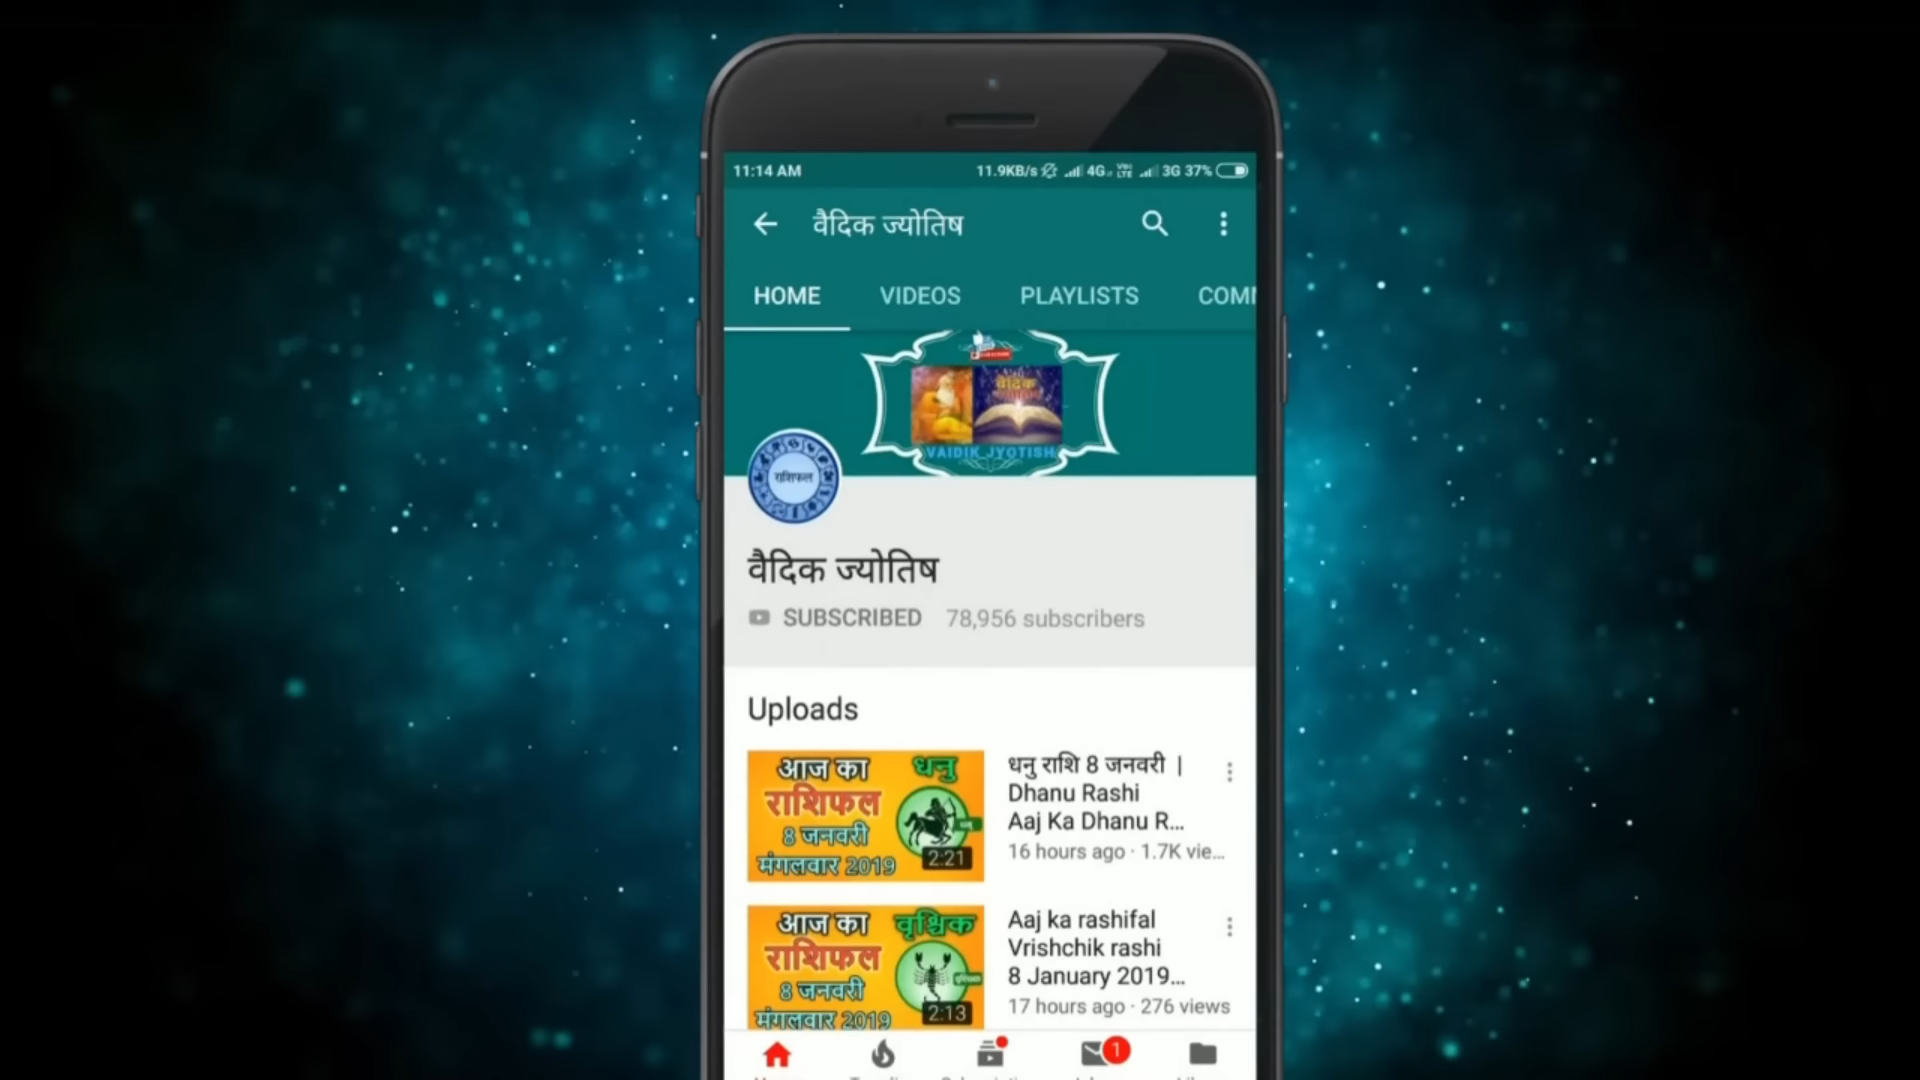 11:14 AM 11.9KB/s 4G 3G 37%
वैदिक ज्योतिष
HOME VIDEOS PLAYLISTS COMM
वैदिक
VAIDIK JYOTISH
राशिफल
वैदिक ज्योतिष
SUBSCRIBED 78,956 subscribers
Uploads
आज का धनु
राशिफल
8 जनवरी
मंगलवार 2019
2:21
धनु राशि 8 जनवरी |
Dhanu Rashi
Aaj Ka Dhanu R...
16 hours ago · 1.7K vie...
आज का वृश्चिक
राशिफल
8 जनवरी
मंगलवार 2019
2:13
Aaj ka rashifal
Vrishchik rashi
8 January 2019...
17 hours ago · 276 views
1